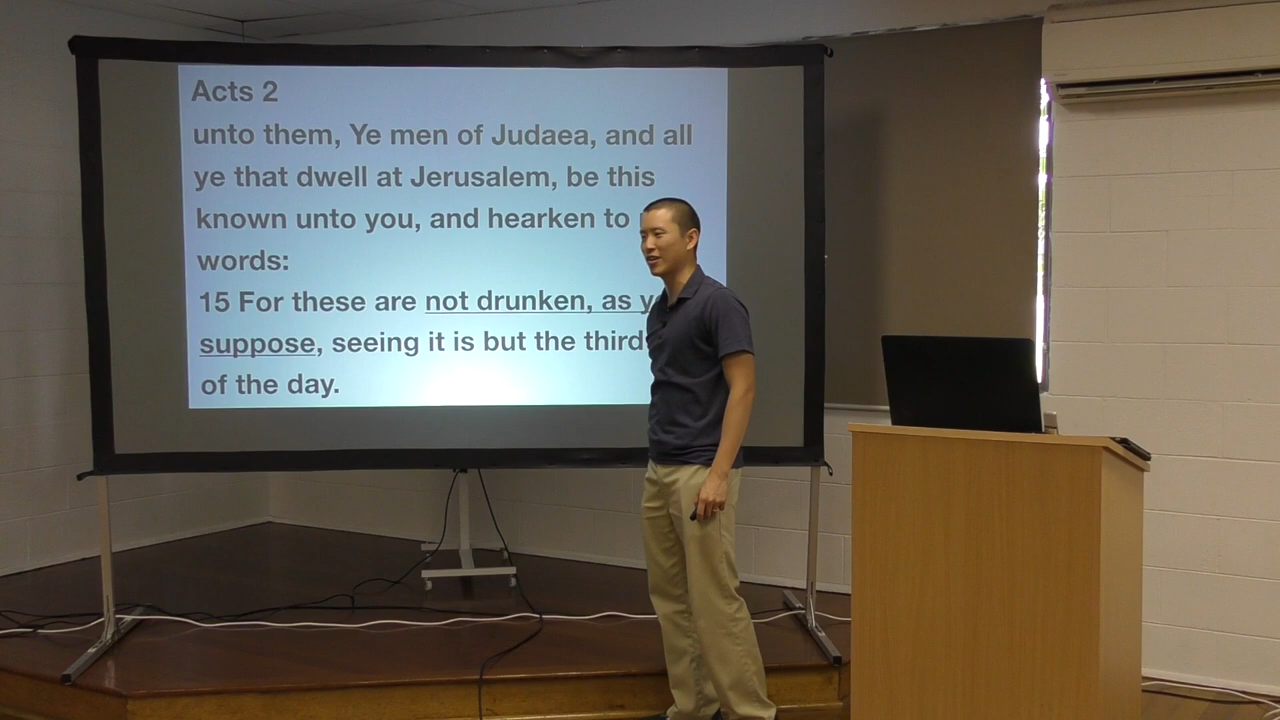 Acts 2
unto them, Ye men of Judaea, and all
ye that dwell at Jerusalem, be this
known unto you, and hearken to
words:
15 For these are not drunken, as
suppose, seeing it is but the third
of the day.